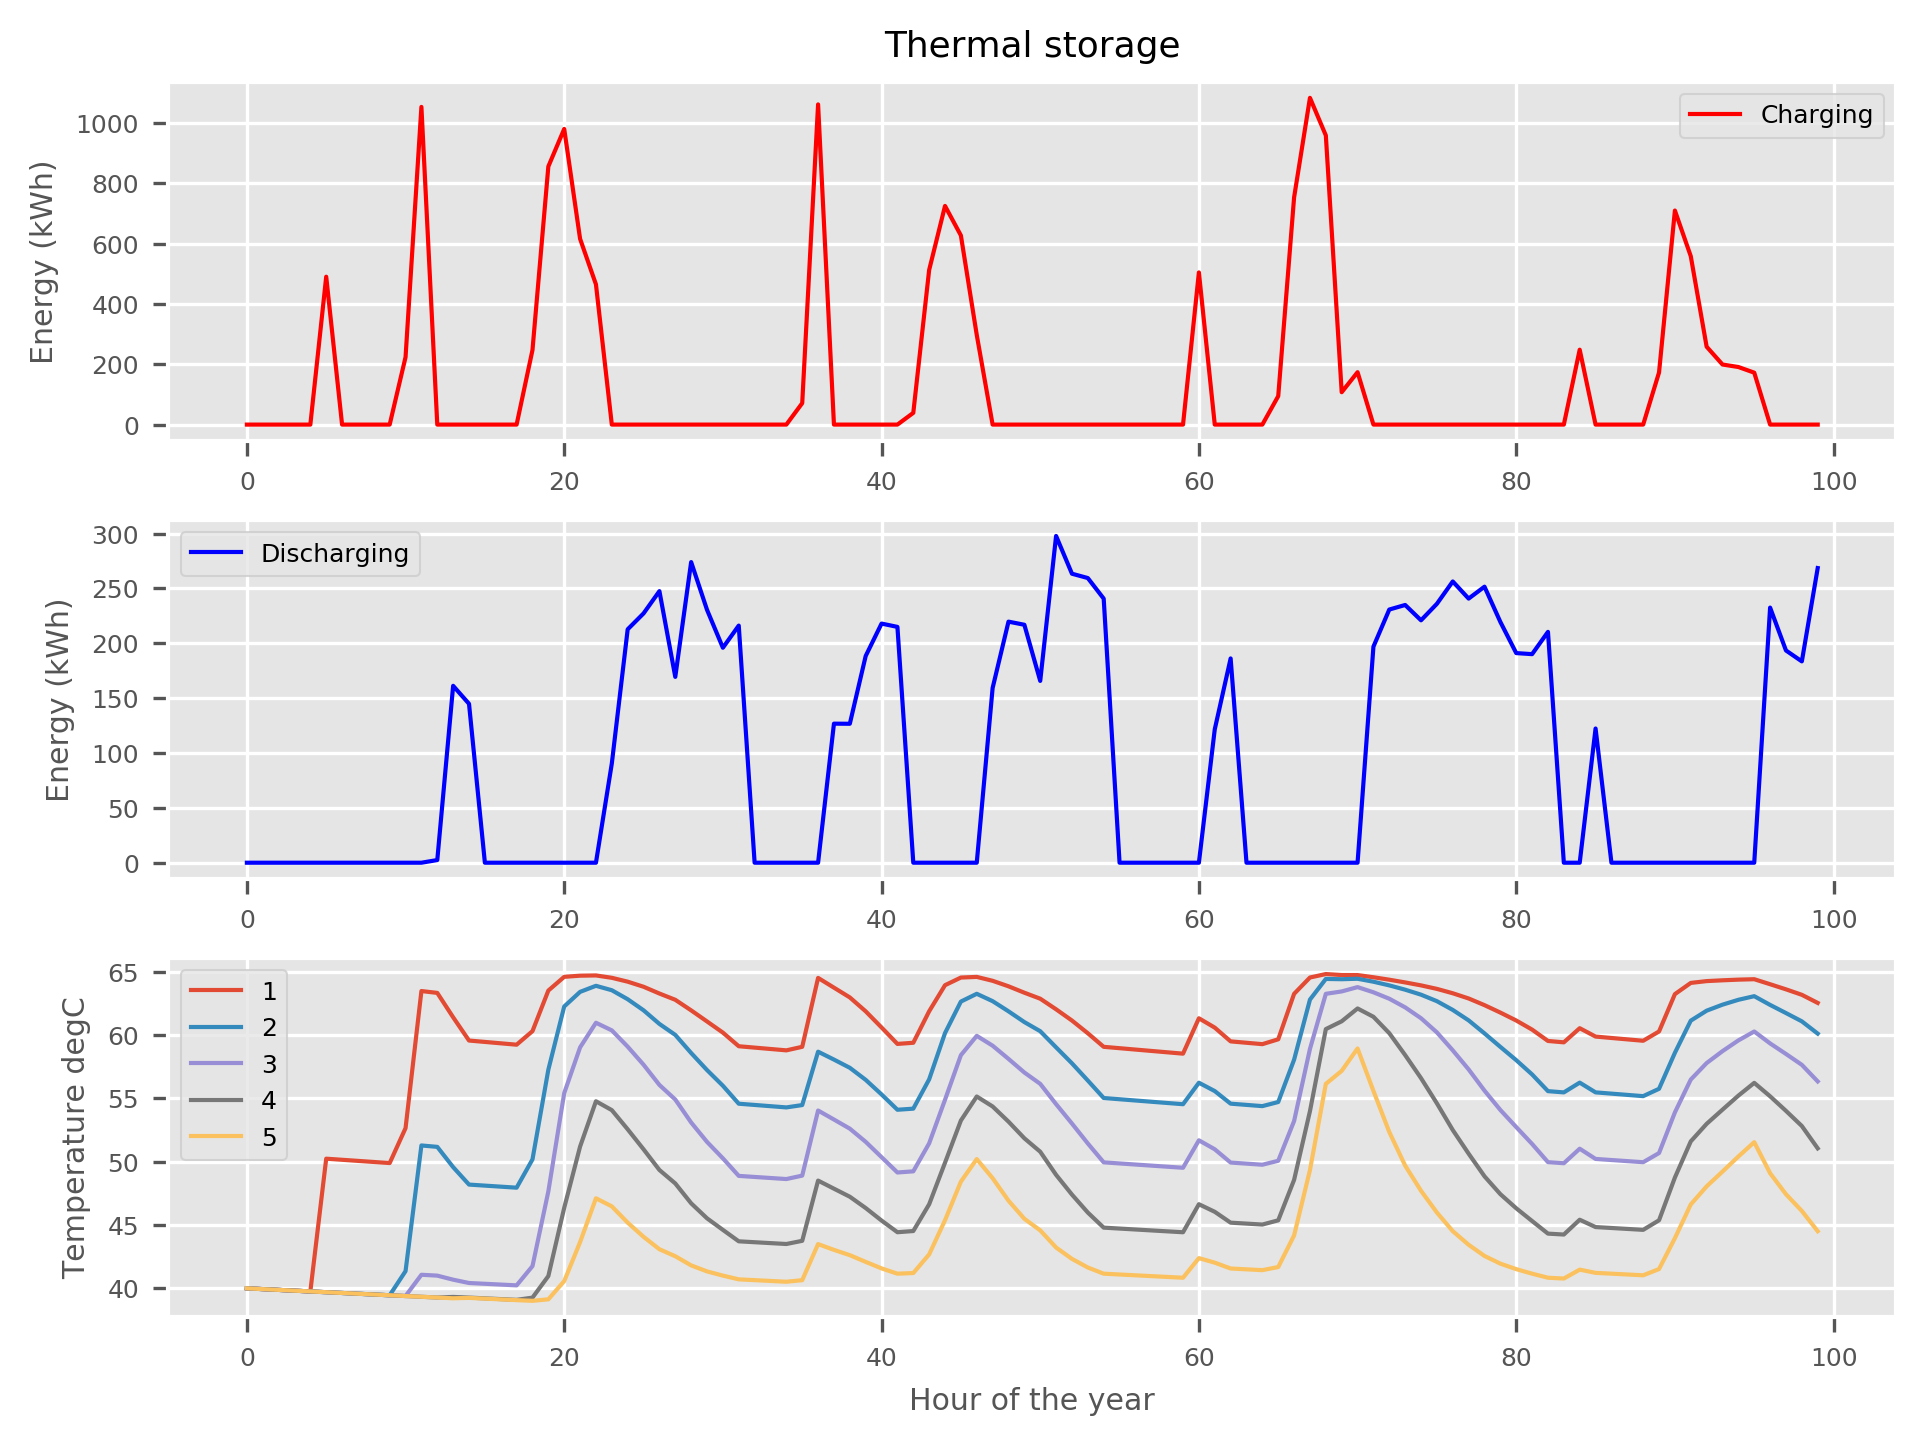 Thermal storage
Energy (kWh)
1000
800
600
400
200
0
Charging
0 20 40 60 80 100
Energy (kWh)
300
250
200
150
100
50
0
Discharging
0 20 40 60 80 100
Temperature degC
65
60
55
50
45
40
1
2
3
4
5
0 20 40 60 80 100
Hour of the year